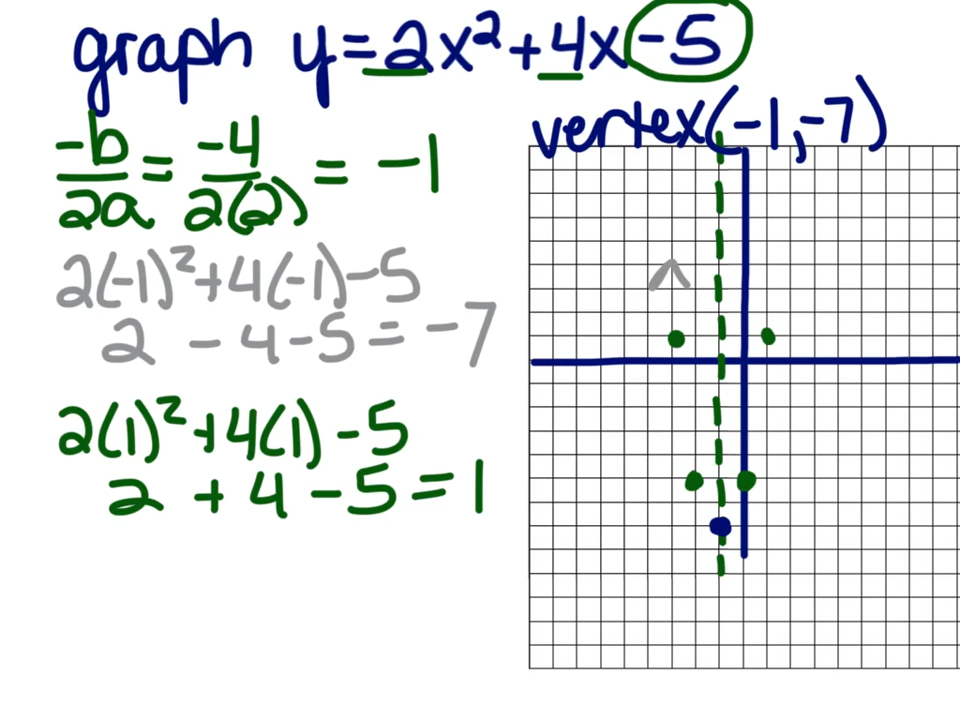 graph y=2x²+4x-5
vertex(-1,-7)
-b/2a = -4/2(2) = -1
2(-1)²+4(-1)-5
2 - 4-5=-7
2(1)²+4(1)-5
2 + 4-5=1